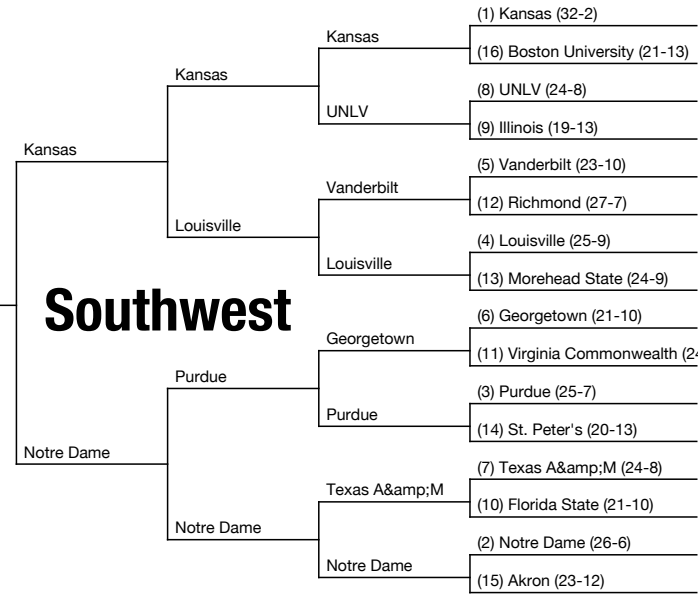 (1) Kansas (32-2)
Kansas
(16) Boston University (21-13)
Kansas
(8) UNLV (24-8)
UNLV
(9) Illinois (19-13)
Kansas
(5) Vanderbilt (23-10)
Vanderbilt
(12) Richmond (27-7)
Louisville
(4) Louisville (25-9)
Louisville
(13) Morehead State (24-9)
Southwest
(6) Georgetown (21-10)
Georgetown
(11) Virginia Commonwealth (24
Purdue
(3) Purdue (25-7)
Purdue
(14) St. Peter's (20-13)
Notre Dame
(7) Texas A&amp;M (24-8)
Texas A&amp;M
(10) Florida State (21-10)
Notre Dame
(2) Notre Dame (26-6)
Notre Dame
(15) Akron (23-12)